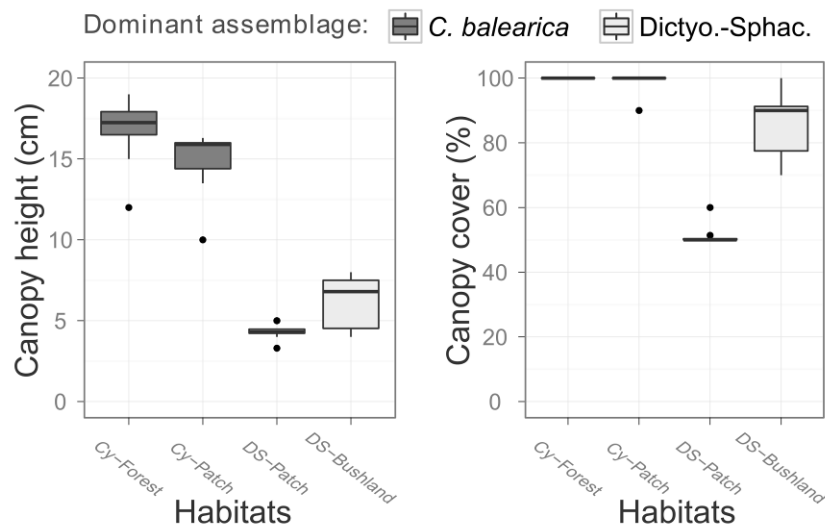 Dominant assemblage: C. balearica Dictyo.-Sphac.
Canopy height (cm)
20
15
10
5
0
Cy−Forest
Cy−Patch
DS−Patch
DS−Bushland
Habitats
Canopy cover (%)
100
80
60
40
20
0
Cy−Forest
Cy−Patch
DS−Patch
DS−Bushland
Habitats